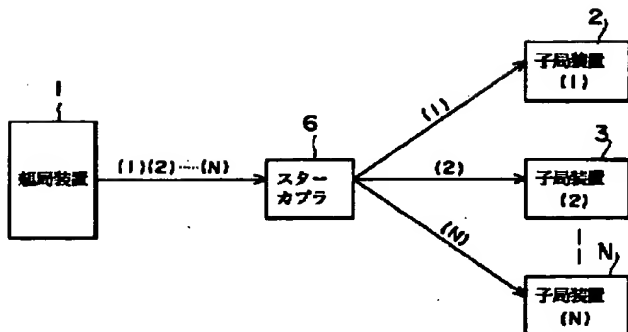 1
親局装置
(1)(2)……(N)
6
スター
カプラ
(1)
(2)
(N)
2
子局装置
(1)
3
子局装置
(2)
N
子局装置
(N)